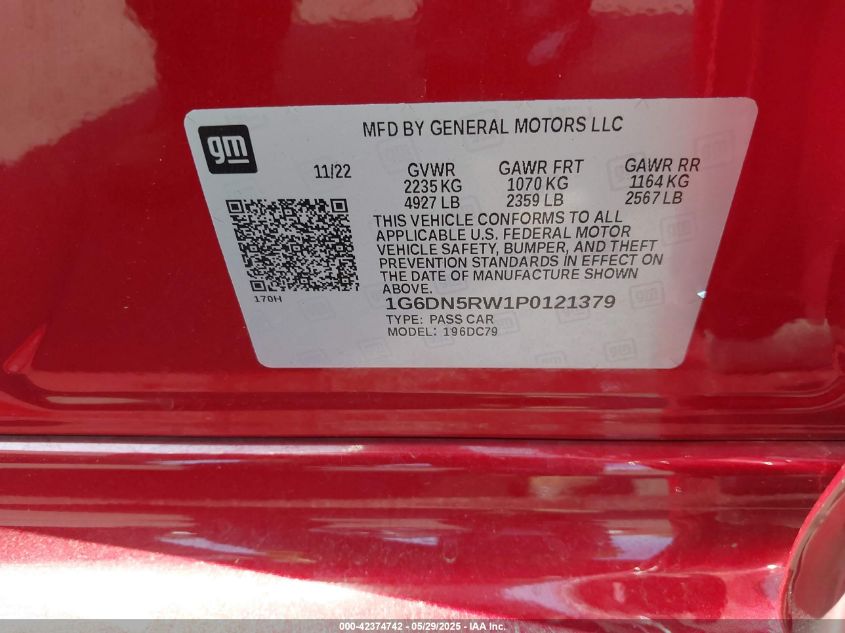 MFD BY GENERAL MOTORS LLC
gm
11/22
GVWR GAWR FRT GAWR RR
2235 KG 1070 KG 1164 KG
4927 LB 2359 LB 2567 LB
THIS VEHICLE CONFORMS TO ALL
APPLICABLE U.S. FEDERAL MOTOR
VEHICLE SAFETY, BUMPER, AND THEFT
PREVENTION STANDARDS IN EFFECT ON
THE DATE OF MANUFACTURE SHOWN
ABOVE.
170H
1G6DN5RW1P0121379
TYPE: PASS CAR
MODEL: 196DC79
000-42374742 - 05/29/2025 - IAA Inc.